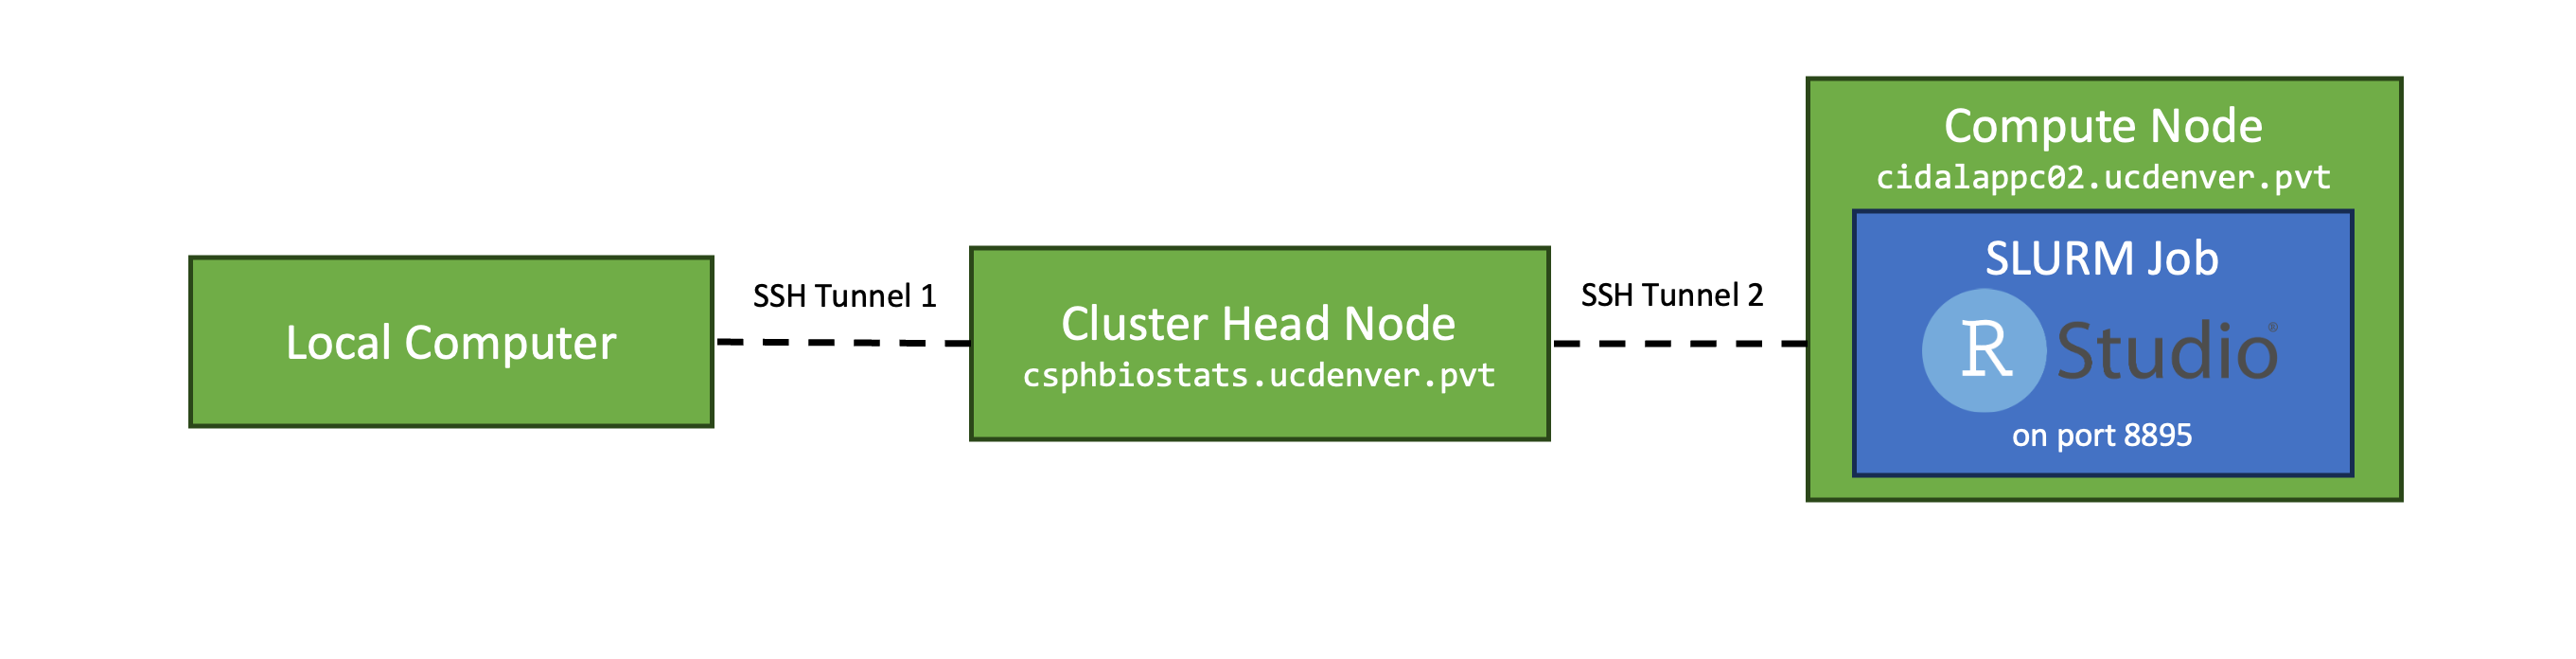 Local Computer
SSH Tunnel 1
Cluster Head Node
csphbiostats.ucdenver.pvt
SSH Tunnel 2
Compute Node
cidalappc02.ucdenver.pvt
SLURM Job
R Studio®
on port 8895